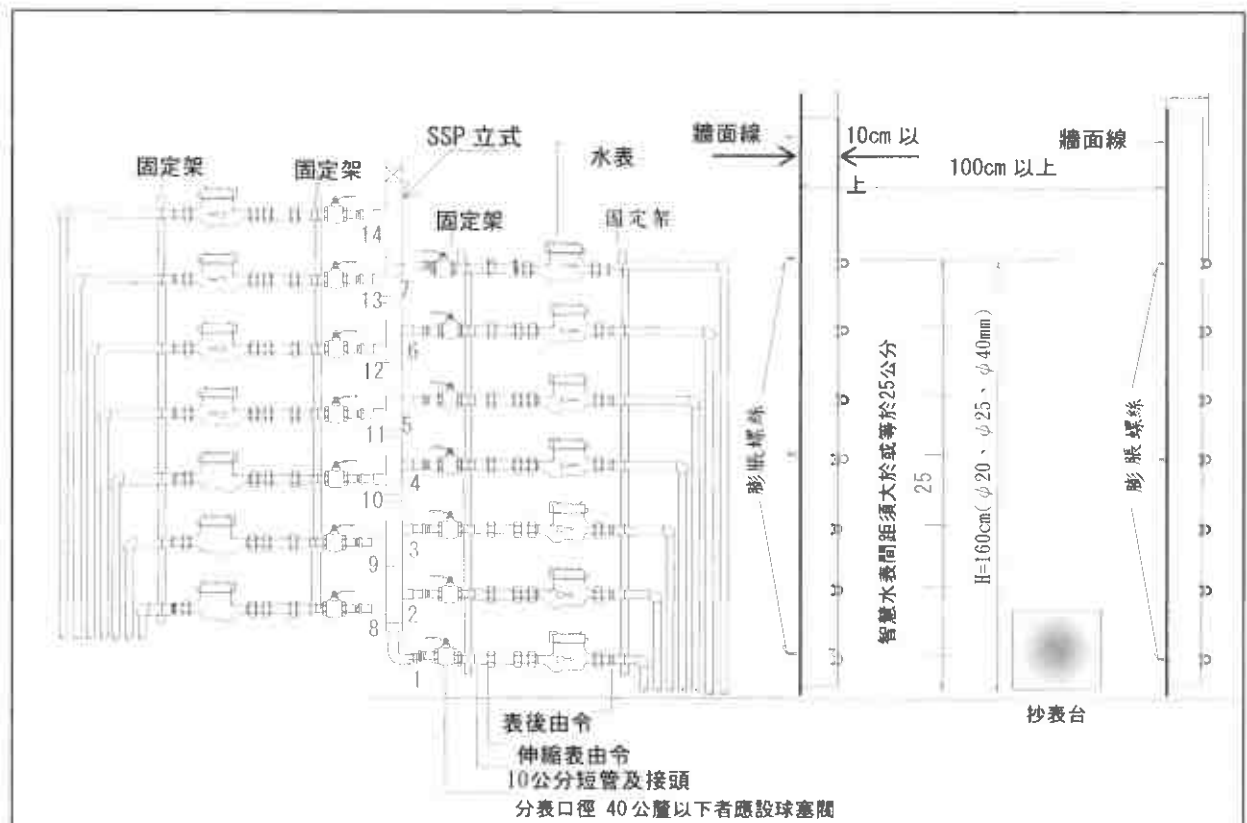 SSP 立式
水表
固定架
固定架
固定架
固定架
牆面線
10cm 以
上
100cm 以上
牆面線
14
13
12
11
10
9
8
7
6
5
4
3
2
1
膨脹螺絲
智慧水表間距須大於或等於25公分
25
H=160cm(φ20、φ25、φ40mm)
膨脹螺絲
抄表台
表後由令
伸縮表由令
10公分短管及接頭
分表口徑 40公釐以下者應設球塞閥